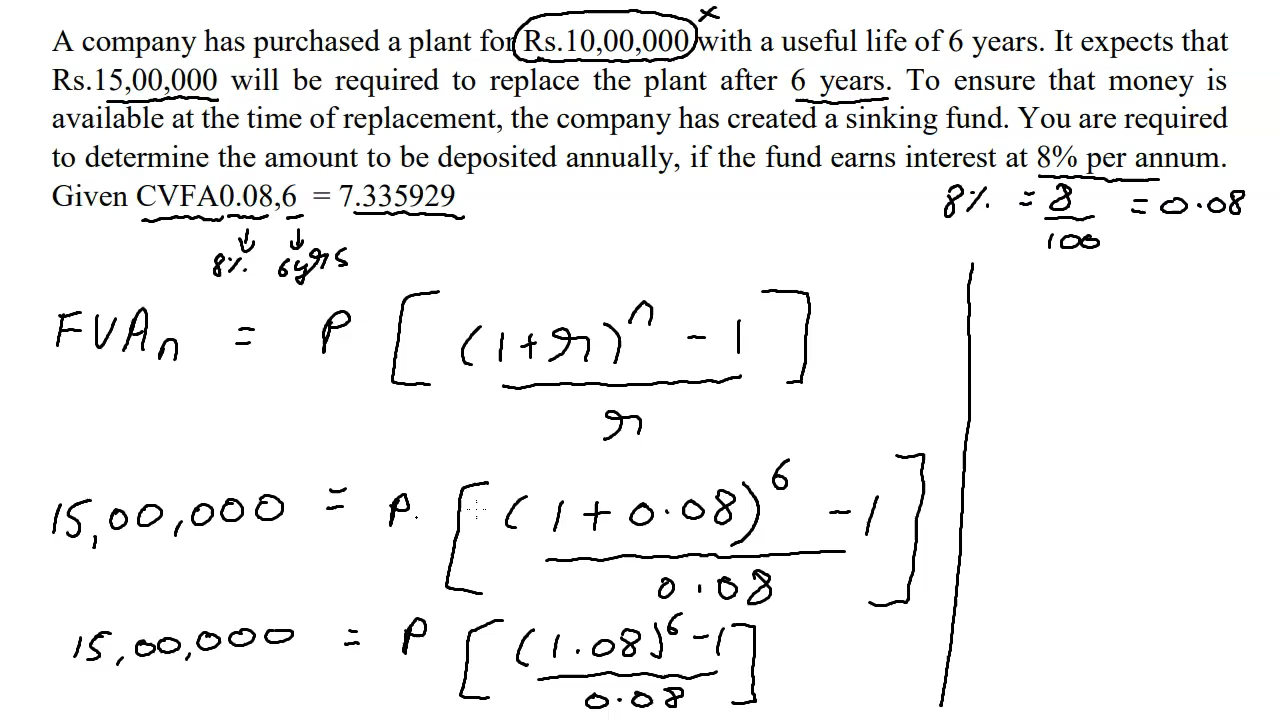 A company has purchased a plant for Rs.10,00,000 with a useful life of 6 years. It expects that
Rs.15,00,000 will be required to replace the plant after 6 years. To ensure that money is
available at the time of replacement, the company has created a sinking fund. You are required
to determine the amount to be deposited annually, if the fund earns interest at 8% per annum.
Given CVFA0.08,6 = 7.335929
8% = 8/100 = 0.08
8% 6yrs
FVAn = P [ (1+r)^n - 1 / r ]
15,00,000 = P. [ (1+0.08)^6 - 1 / 0.08 ]
15,00,000 = P [ (1.08)^6 - 1 / 0.08 ]